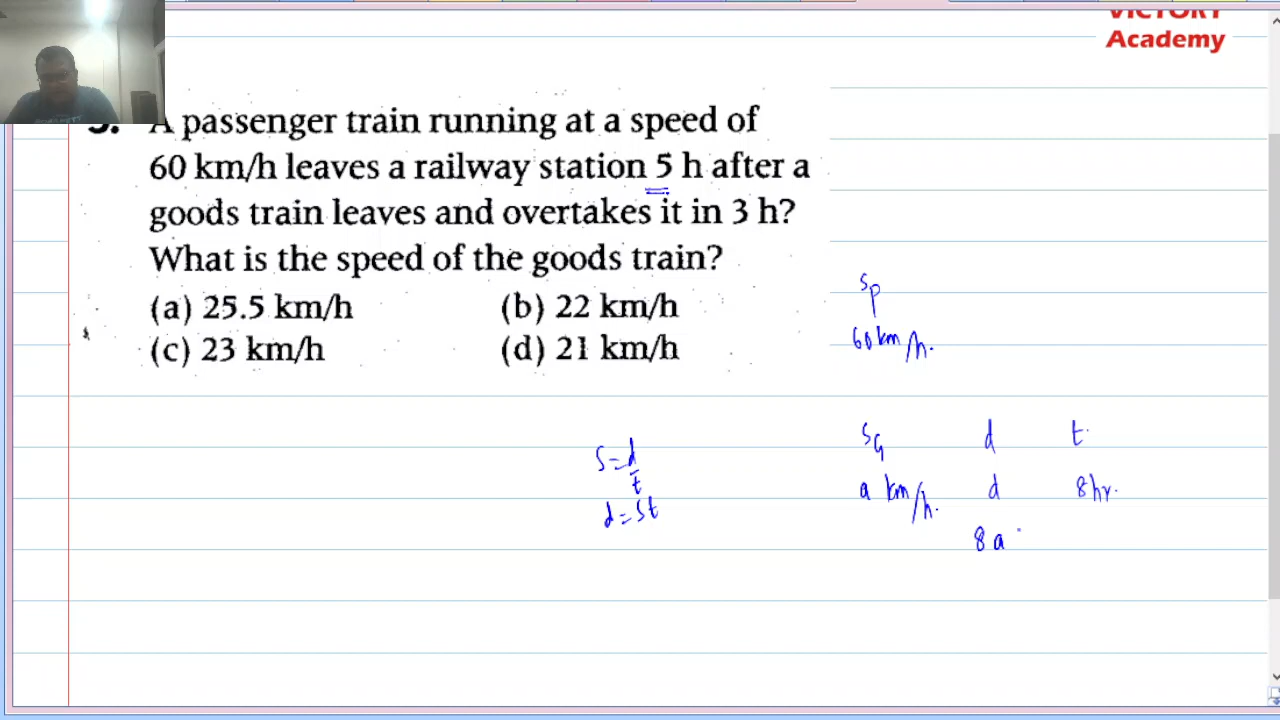 VICTORY
Academy
5. A passenger train running at a speed of
60 km/h leaves a railway station 5 h after a
goods train leaves and overtakes it in 3 h?
What is the speed of the goods train?
(a) 25.5 km/h (b) 22 km/h
(c) 23 km/h (d) 21 km/h
Sp
60 km/h.
SG d t
a km/h. d 8 hr.
8a
S = d/t
d = St